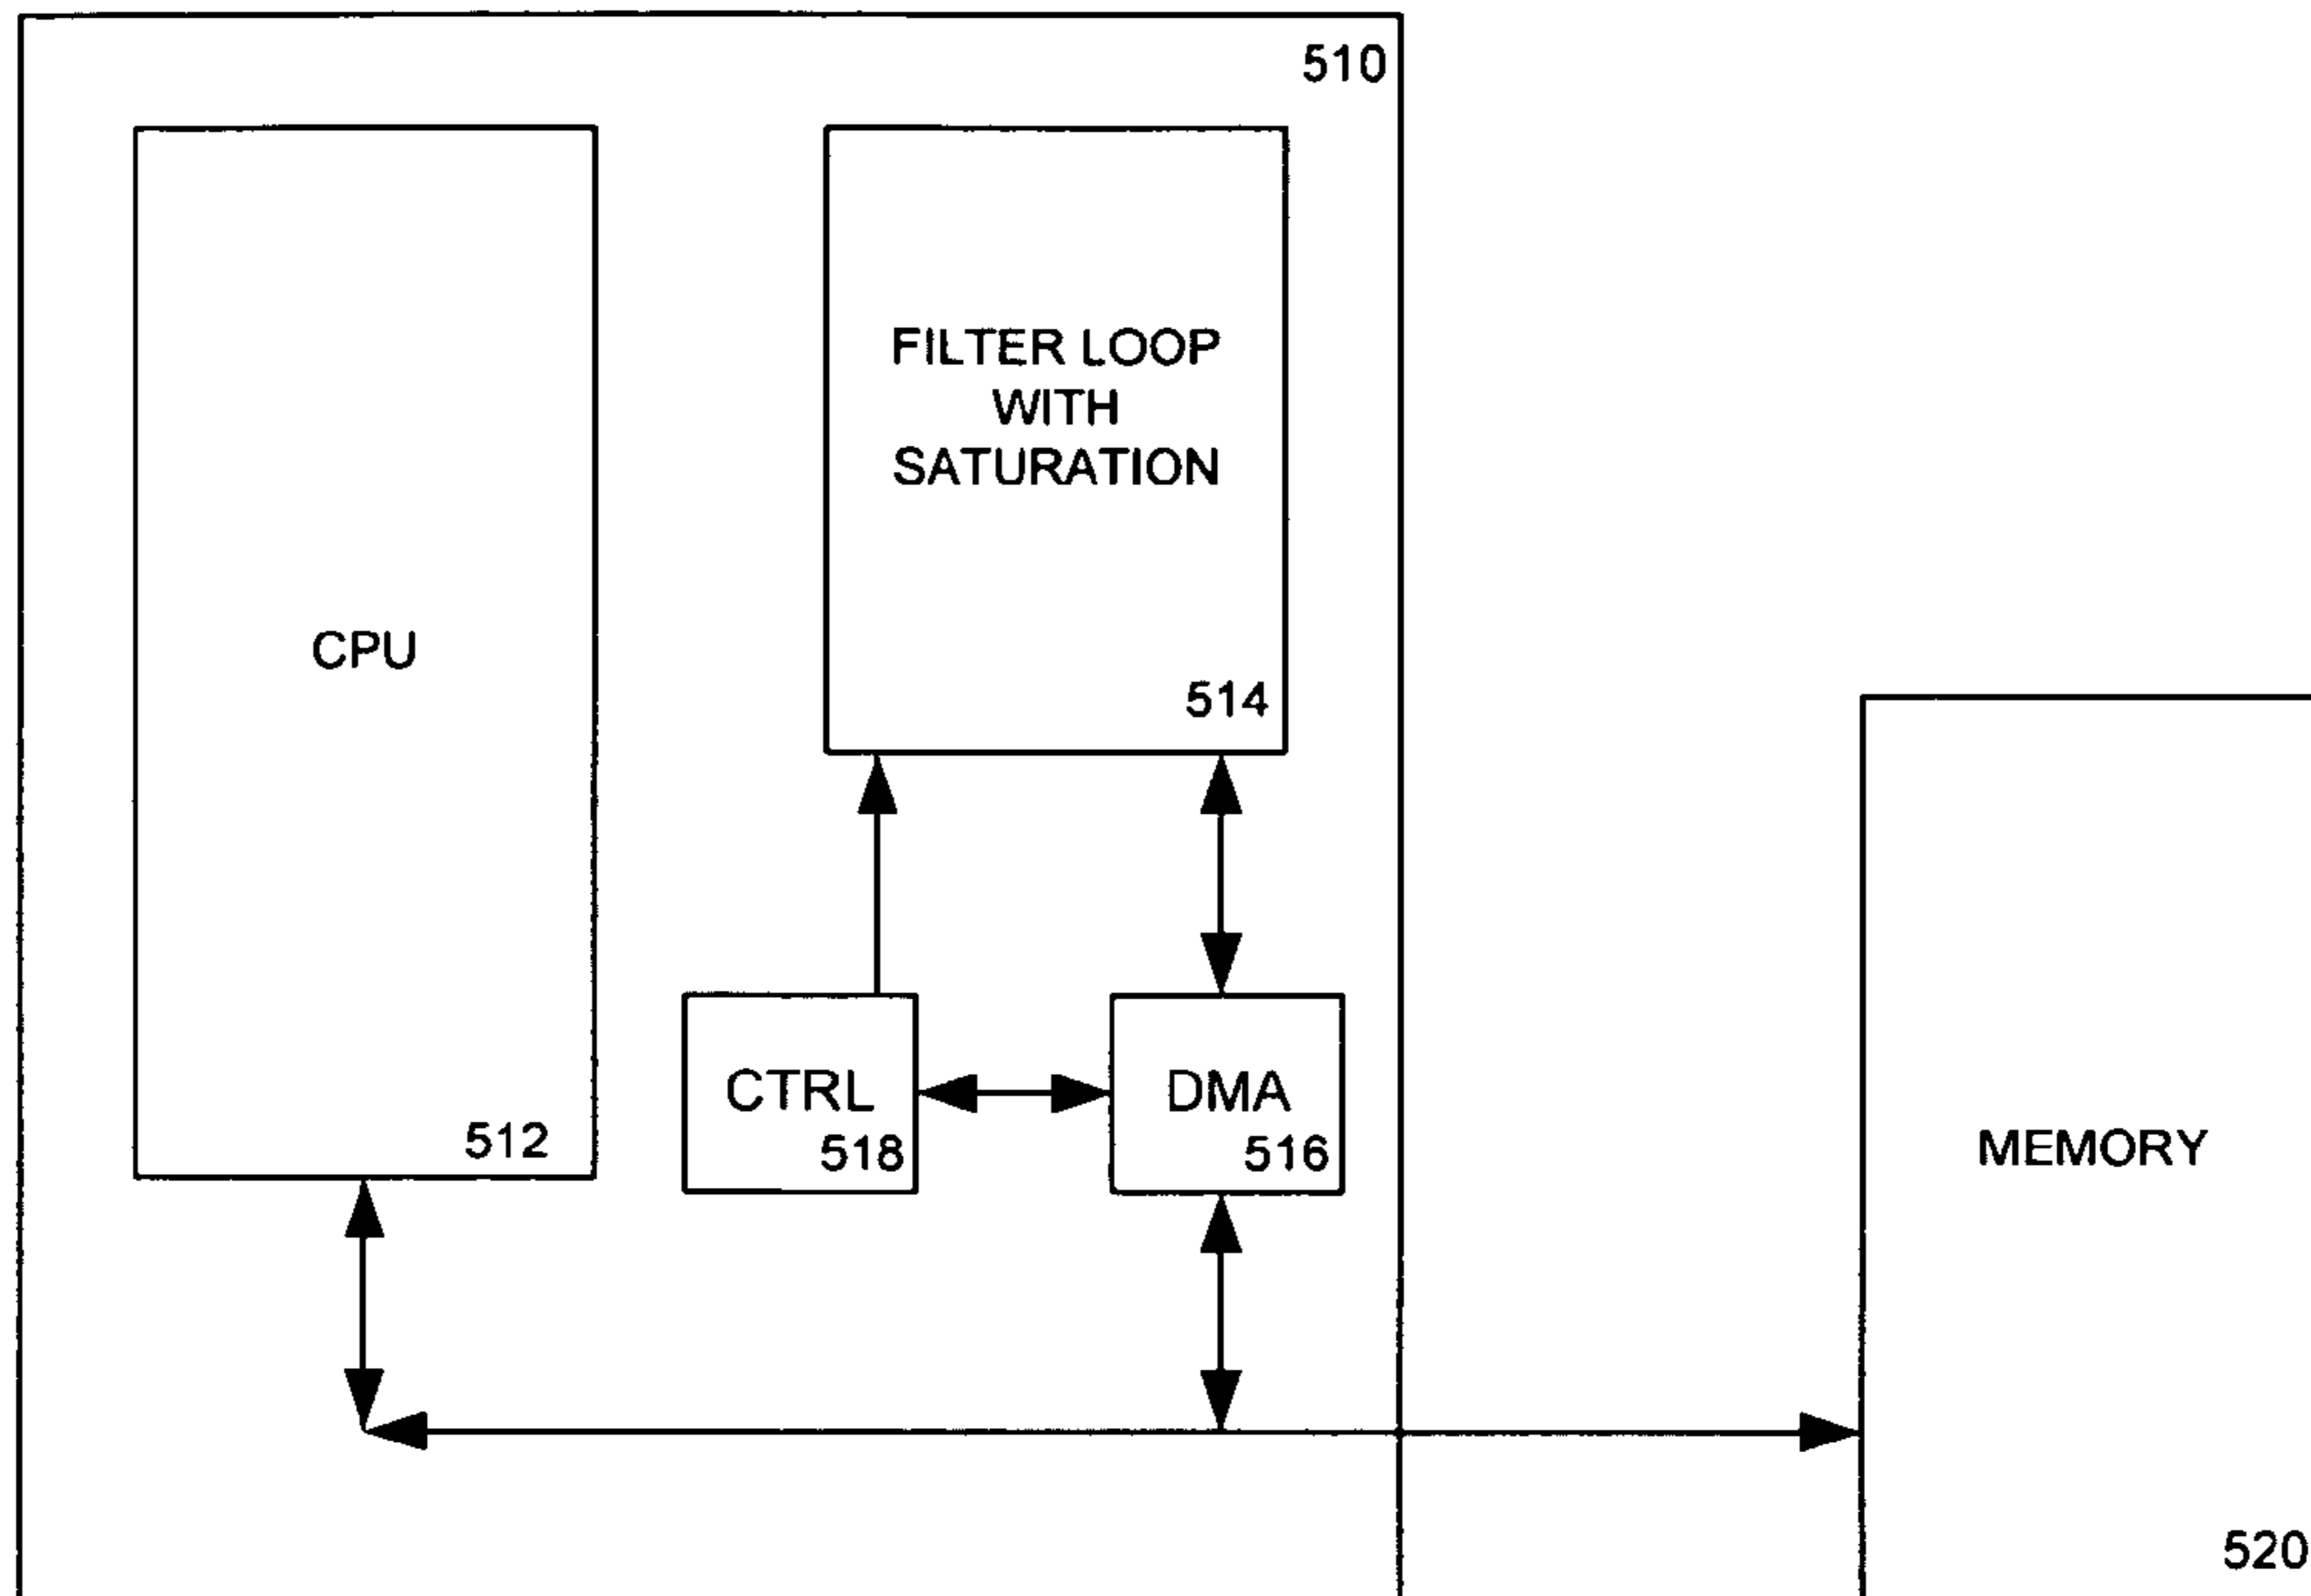 510
FILTER LOOP
WITH
SATURATION
514
CPU
512
CTRL
518
DMA
516
MEMORY
520